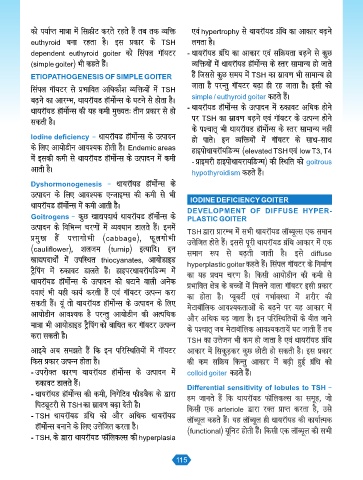 को पर्याप्त मात्रा में सिक्रीट करते रहते हैं तब तक व्यक्ति
euthyroid बना रहता है। इस प्रकार के TSH
dependent euthyroid goiter को सिंपल गॉयटर
(simple goiter) भी कहते हैं।
ETIOPATHOGENESIS OF SIMPLE GOITER
सिंपल गॉयटर से प्रभावित अधिकांश व्यक्तियों में TSH
बढ़ने का आरम्भ, थायरॉयड हॉर्मोन्स के घटने से होता है।
थायरॉयड हॉर्मोन्स की यह कमी मुख्यतः तीन प्रकार से हो
सकती है।
Iodine deficiency - थायरॉयड हॉर्मोन्स के उत्पादन
के लिए आयोडीन आवश्यक होती है। Endemic areas
में इसकी कमी से थायरॉयड हॉर्मोन्स के उत्पादन में कमी
आती है।
Dyshormonogenesis - थायरॉयड हॉर्मोन्स के
उत्पादन के लिए आवश्यक एन्जाइम्स की कमी से भी
थायरॉयड हॉर्मोन्स में कमी आती है।
Goitrogens - कुछ खाद्यपदार्थ थायरॉयड हॉर्मोन्स के
उत्पादन के विभिन्न चरणों में व्यवधान डालते हैं। इनमें
प्रमुख हैं पत्तागोभी (cabbage), फूलगोभी
(cauliflower), शलजम (turnip) इत्यादि। इन
खाद्यपदार्थों में उपस्थित thiocyanates, आयोडाइड
ट्रैपिंग में रुकावट डालते हैं। हाइपरथायरॉयडिज्म में
थायरॉयड हॉर्मोन्स के उत्पादन को घटाने वाली अनेक
दवाएं भी यही कार्य करती हैं एवं गॉयटर उत्पन्न करा
सकती हैं। यूं तो थायरॉयड हॉर्मोन्स के उत्पादन के लिए
आयोडीन आवश्यक है परन्तु आयोडीन की अत्यधिक
मात्रा भी आयोडाइड ट्रैपिंग को बाधित कर गॉयटर उत्पन्न
करा सकती है।
आइये अब समझते हैं कि इन परिस्थितियों में गॉयटर
किस प्रकार उत्पन्न होता है।
- उपरोक्त कारण थायरॉयड हॉर्मोन्स के उत्पादन में
रुकावट डालते हैं।
- थायरॉयड हॉर्मोन्स की कमी, निगेटिव फीडबैक के द्वारा
पिट्यूटरी से TSH का स्रावण बढ़ा देती है।
- TSH थायरॉयड ग्रंथि को और अधिक थायरॉयड
हॉर्मोन्स बनाने के लिए उत्तेजित करता है।
- TSH, के द्वारा थायरॉयड फॉलिकल्स की hyperplasia
एवं hypertrophy से थायरॉयड ग्रंथि का आकार बढ़ने
लगता है।
- थायरॉयड ग्रंथि का आकार एवं सक्रियता बढ़ने से कुछ
व्यक्तियों में थायरॉयड हॉर्मोन्स के स्तर सामान्य हो जाते
हैं जिससे कुछ समय में TSH का स्रावण भी सामान्य हो
जाता है परन्तु गॉयटर बढ़ा ही रह जाता है। इसी को
simple / euthyroid goiter कहते हैं।
- थायरॉयड हॉर्मोन्स के उत्पादन में रुकावट अधिक होने
पर TSH का स्रावण बढ़ने एवं गॉयटर के उत्पन्न होने
के पश्चात् भी थायरॉयड हॉर्मोन्स के स्तर सामान्य नहीं
हो पाते। इन व्यक्तियों में गॉयटर के साथ-साथ
हाइपोथायरॉयडिज्म (elevated TSH एवं low T3, T4
- प्राइमरी हाइपोथायरायडिज्म) की स्थिति को goitrous
hypothyroidism कहते हैं।
IODINE DEFICIENCY GOITER
DEVELOPMENT OF DIFFUSE HYPER-
PLASTIC GOITER
TSH द्वारा प्रारम्भ में सभी थायरॉयड लॉब्यूल्स एक समान
उत्तेजित होते हैं। इससे पूरी थायरॉयड ग्रंथि आकार में एक
समान रूप से बढ़ती जाती है। इसे diffuse
hyperplastic goiter कहते हैं। सिंपल गॉयटर के निर्माण
का यह प्रथम चरण है। किसी आयोडीन की कमी से
प्रभावित क्षेत्र के बच्चों में मिलने वाला गॉयटर इसी प्रकार
का होता है। प्यूबर्टी एवं गर्भावस्था में शरीर की
मेटाबॉलिक आवश्यकताओं के बढ़ने पर यह आकार में
और अधिक बढ़ जाता है। इन परिस्थितियों के बीत जाने
के पश्चात् जब मेटाबॉलिक आवश्यकतायें घट जाती हैं तब
TSH का उत्तेजन भी कम हो जाता है एवं थायरॉयड ग्रंथि
आकार में सिकुड़कर कुछ छोटी हो सकती है। इस प्रकार
की कम सक्रिय किन्तु आकार में बढ़ी हुई ग्रंथि को
colloid goiter कहते हैं।
Differential sensitivity of lobules to TSH -
हम जानते हैं कि थायरॉयड फॉलिकल्स का समूह, जो
किसी एक arteriole द्वारा रक्त प्राप्त करता है, उसे
लॉब्यूल कहते हैं। यह लॉब्यूल ही थायरॉयड की कार्यात्मक
(functional) यूनिट होती हैं। किसी एक लॉब्यूल की सभी
115